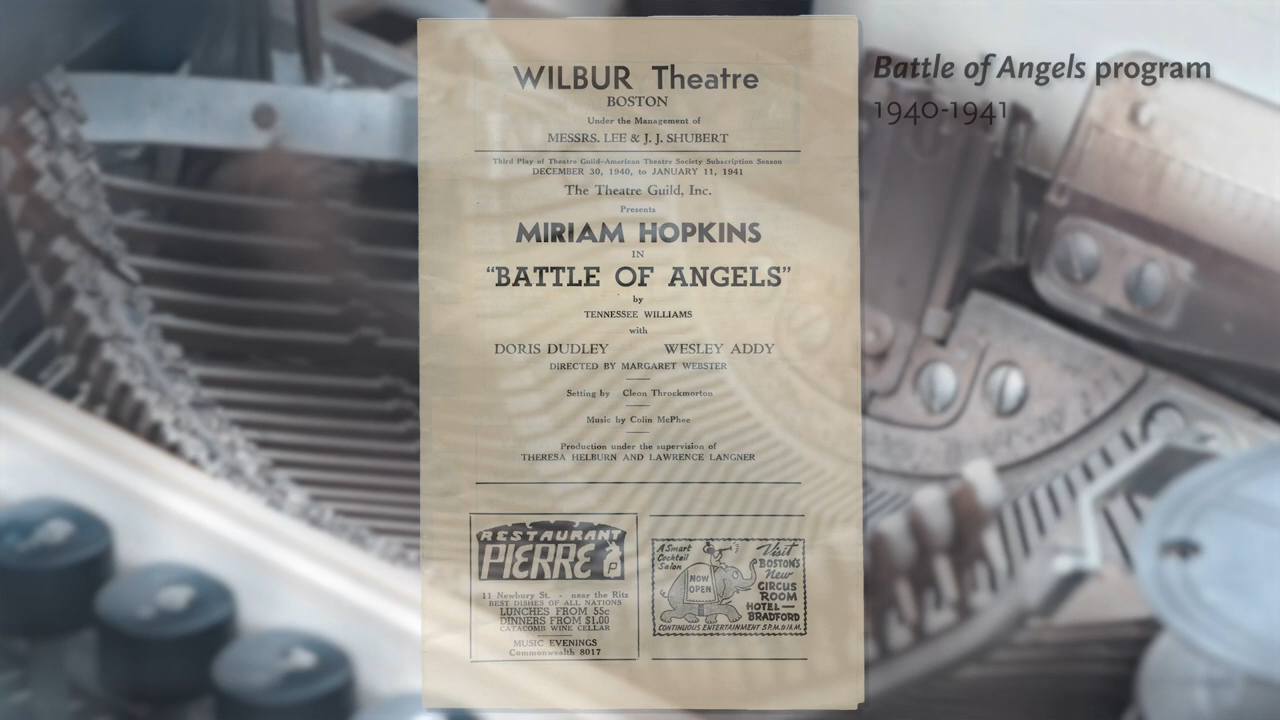 WILBUR Theatre
BOSTON
Under the Management of
MESSRS. LEE & J. J. SHUBERT
Third Play of Theatre Guild-American Theatre Society Subscription Season
DECEMBER 30, 1940, to JANUARY 11, 1941
The Theatre Guild, Inc.
Presents
MIRIAM HOPKINS
IN
"BATTLE OF ANGELS"
by
TENNESSEE WILLIAMS
with
DORIS DUDLEY WESLEY ADDY
DIRECTED BY MARGARET WEBSTER
Setting by Cleon Throckmorton
Music by Colin McPhee
Production under the supervision of
THERESA HELBURN AND LAWRENCE LANGNER
RESTAURANT
PIERRE
P
11 Newbury St. - near the Ritz
BEST DISHES OF ALL NATIONS
LUNCHES FROM 55c
DINNERS FROM $1.00
CATACOMB WINE CELLAR
MUSIC EVENINGS
Commonwealth 8017
A Smart
Cocktail
Salon
NOW
OPEN
Visit
BOSTON'S
New
CIRCUS
ROOM
HOTEL—
BRADFORD
CONTINUOUS ENTERTAINMENT 5 P.M. to 1 A.M.
Battle of Angels program
1940-1941